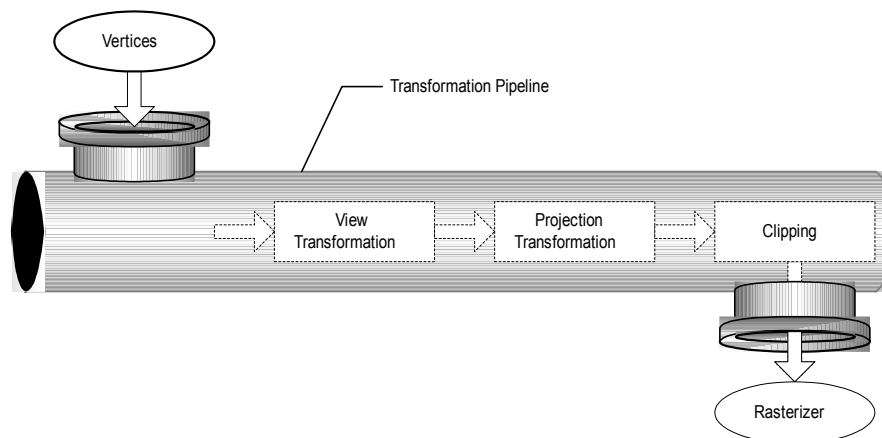 Vertices
Transformation Pipeline
View
Transformation
Projection
Transformation
Clipping
Rasterizer